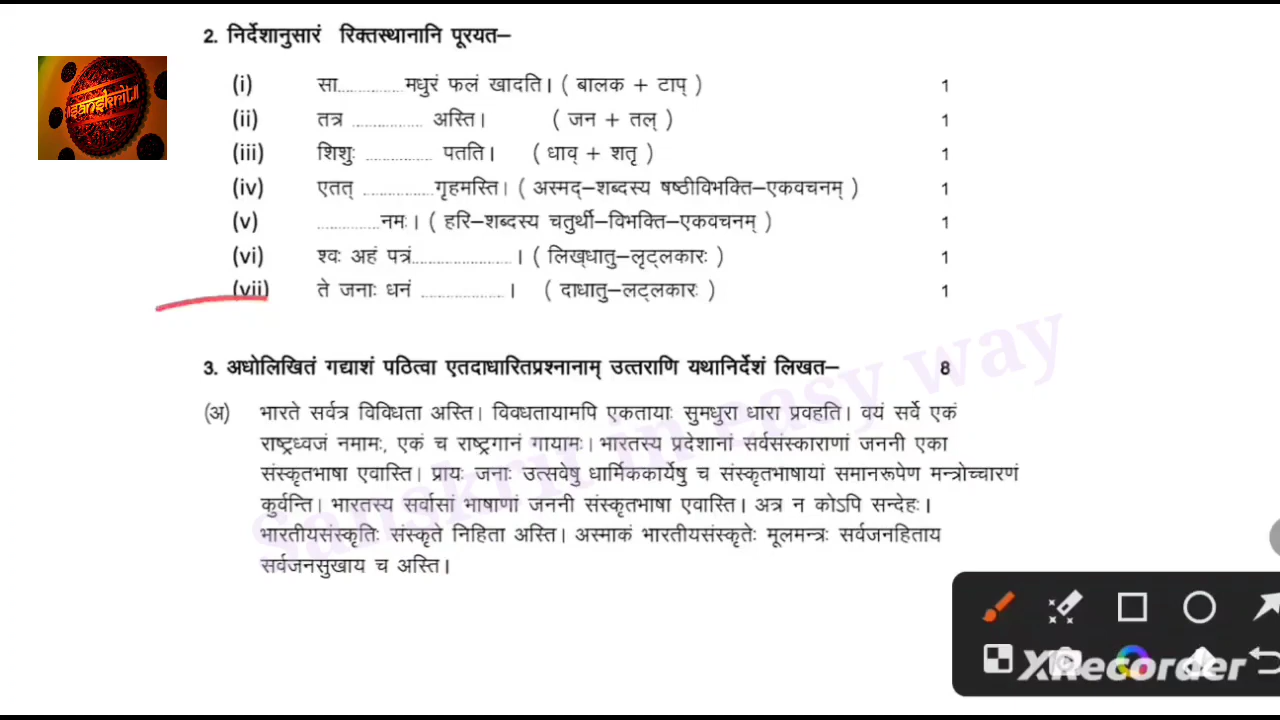 2. निर्देशानुसारं रिक्तस्थानानि पूरयत–
(i) सा............... मधुरं फलं खादति। ( बालक + टाप् ) 1
(ii) तत्र ................ अस्ति। ( जन + तल् ) 1
(iii) शिशुः ............... पतति। ( धाव् + शतृ ) 1
(iv) एतत् ................गृहमस्ति। ( अस्मद्–शब्दस्य षष्ठीविभक्ति–एकवचनम् ) 1
(v) ..............नमः। ( हरि–शब्दस्य चतुर्थी–विभक्ति–एकवचनम् ) 1
(vi) श्वः अहं पत्रं....................... । ( लिख्धातु–लृट्लकारः ) 1
(vii) ते जनाः धनं ................... । ( दाधातु–लट्लकारः ) 1
3. अधोलिखितं गद्याशं पठित्वा एतदाधारितप्रश्नानाम् उत्तराणि यथानिर्देशं लिखत– 8
(अ) भारते सर्वत्र विविधता अस्ति। विवधतायामपि एकतायाः सुमधुरा धारा प्रवहति। वयं सर्वे एकं
राष्ट्रध्वजं नमामः, एकं च राष्ट्रगानं गायामः। भारतस्य प्रदेशानां सर्वसंस्काराणां जननी एका
संस्कृतभाषा एवास्ति। प्रायः जनाः उत्सवेषु धार्मिककार्येषु च संस्कृतभाषायां समानरूपेण मन्त्रोच्चारणं
कुर्वन्ति। भारतस्य सर्वासां भाषाणां जननी संस्कृतभाषा एवास्ति। अत्र न कोऽपि सन्देहः।
भारतीयसंस्कृतिः संस्कृते निहिता अस्ति। अस्माकं भारतीयसंस्कृतेः मूलमन्त्रः सर्वजनहिताय
सर्वजनसुखाय च अस्ति।
Sanskrit in easy way
॥Sanskrit॥
XRecorder